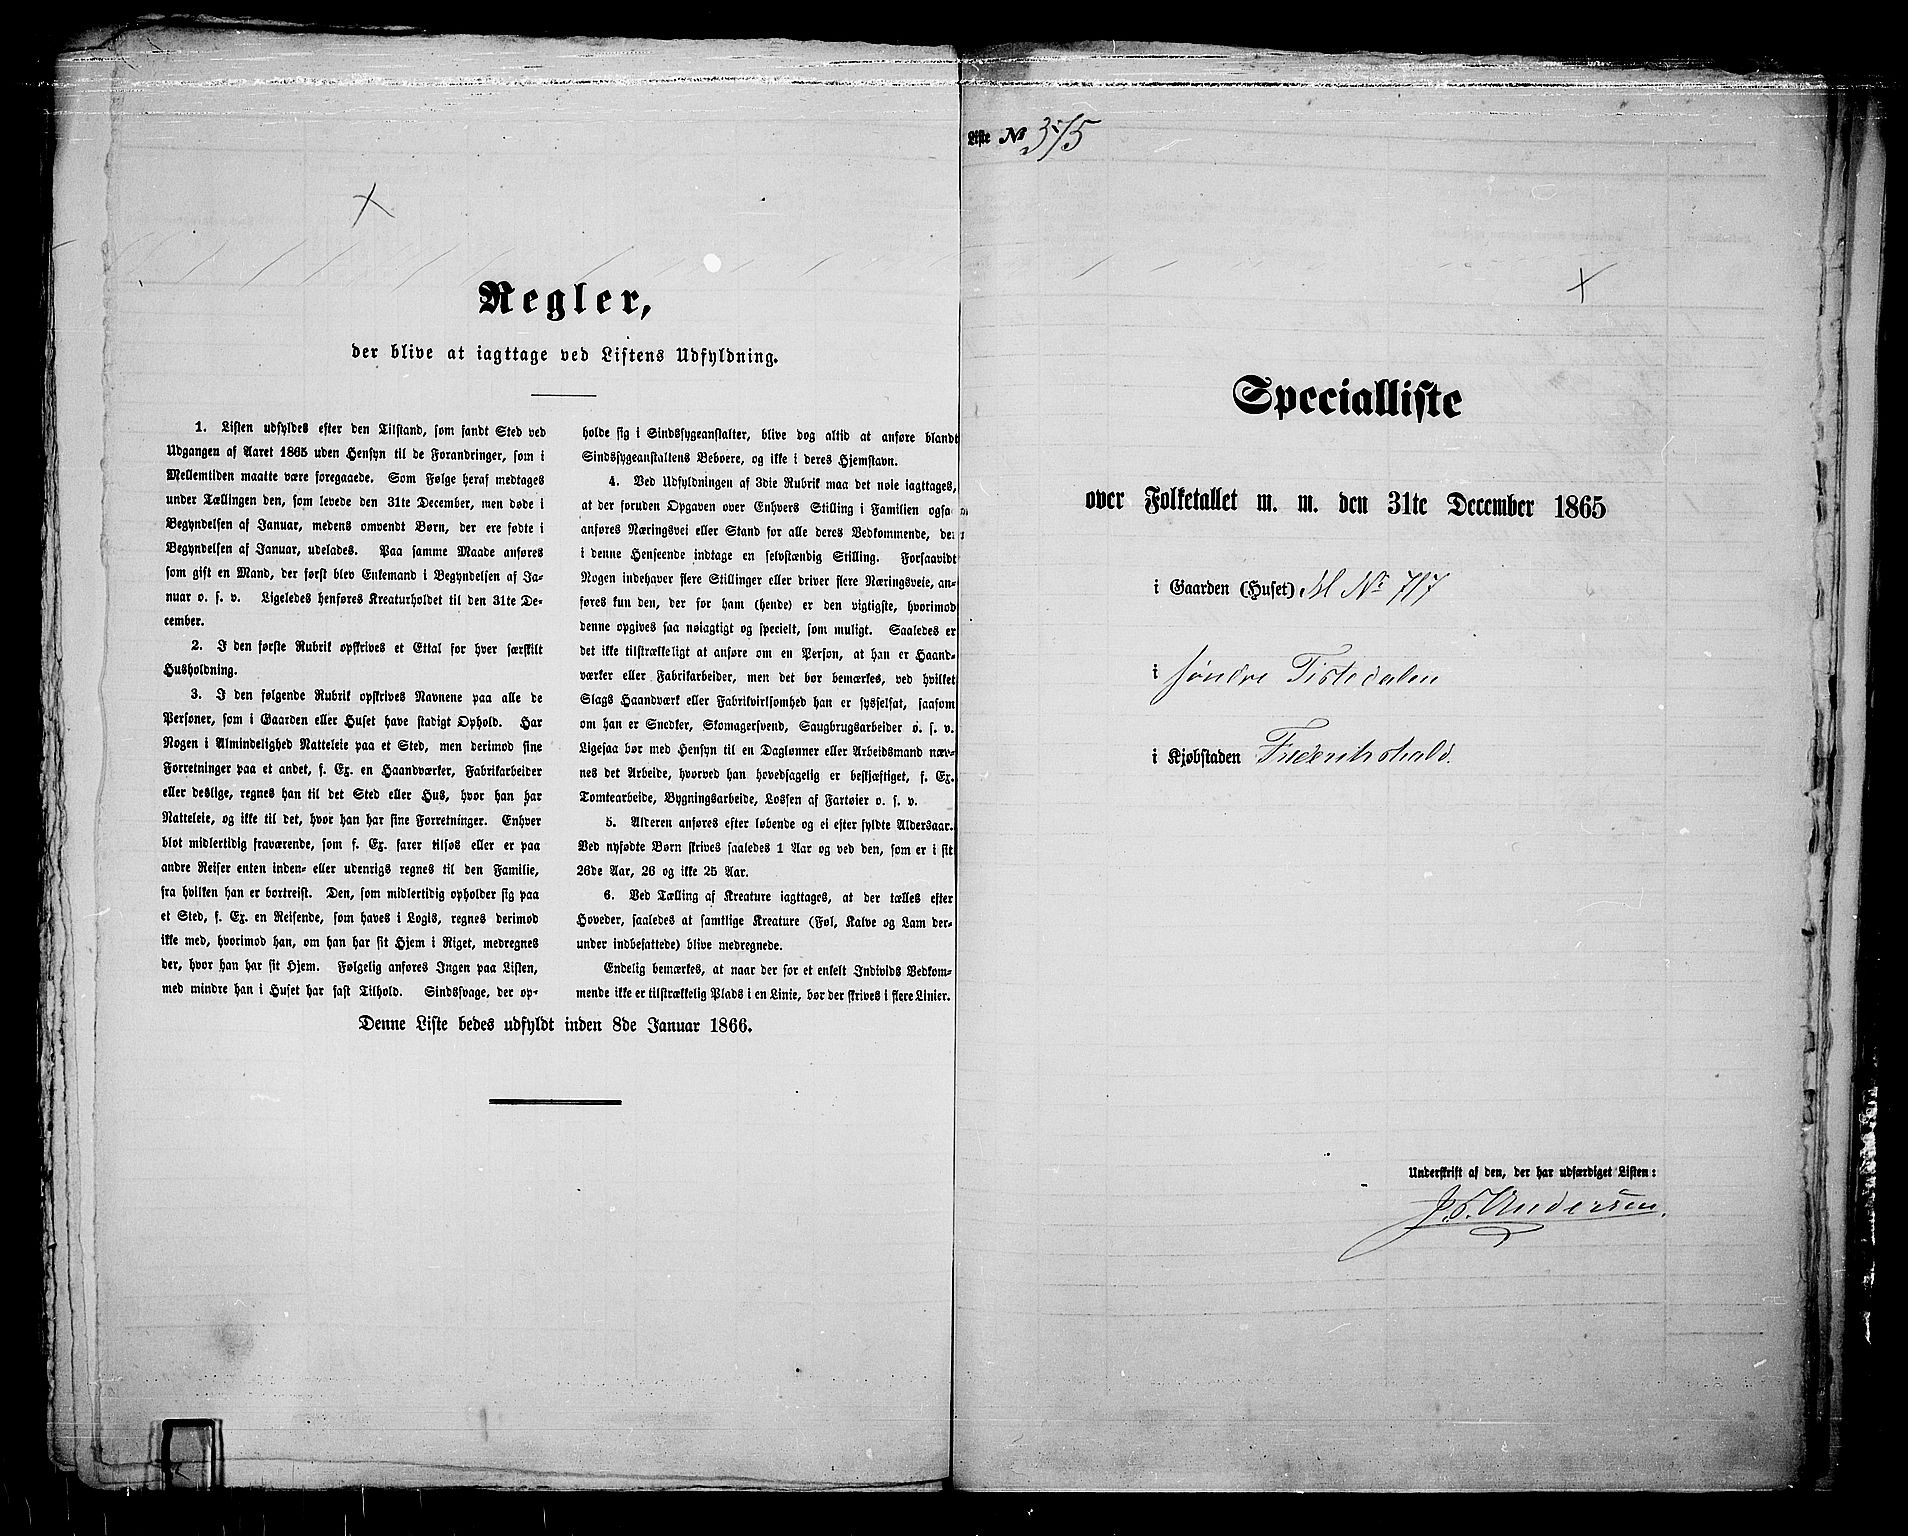 Regler,
der blive at iagttage ved Listens Udfyldning.
1. Listen udfyldes efter den Tilstand, som fandt Sted ved
Udgangen af Aaret 1865 uden Hensyn til de Forandringer, som i
Mellemtiden maatte være foregaaede. Som Følge heraf medtages
under Tællingen den, som levede den 31te December, men døde i
Begyndelsen af Januar, medens omvendt Børn, der ere fødte i
Begyndelsen af Januar, udelades. Paa samme Maade anføres
som gift en Mand, der først blev Enkemand i Begyndelsen af Ja-
nuar o. s. v. Ligeledes henføres Kreaturholdet til den 31te De-
cember.
2. I den første Rubrik opskrives et Ettal for hver særskilt
Husholdning.
3. I den følgende Rubrik opskrives Navnene paa alle de
Personer, som i Gaarden eller Huset have stadigt Ophold. Har
Nogen i Almindelighed Natteleie paa et Sted, men derimod sine
Forretninger paa et andet, f. Ex. en Haandværker, Fabrikarbeider
eller deslige, regnes han til det Sted eller Hus, hvor han har
Natteleie, og ikke til det, hvor han har sine Forretninger. Enhver
blot midlertidig fraværende, som f. Ex. farer tilsøs eller er paa
andre Reiser enten inden- eller udenrigs regnes til den Familie,
fra hvilken han er bortreist. Den, som midlertidig opholder sig paa
et Sted, f. Ex. en Reisende, som haves i Logis, regnes derimod
ikke med, hvorimod han, om han har sit Hjem i Riget, medregnes
der, hvor han har sit Hjem. Følgelig anføres Ingen paa Listen,
med mindre han i Huset har fast Tilhold. Sindssvage, der op-
holde sig i Sindssygeanstalter, blive dog altid at anføre blandt
Sindssygeanstaltens Beboere, og ikke i deres Hjemstavn.
4. Ved Udfyldningen af 3die Rubrik maa det nøie iagttages,
at der foruden Opgaven over Enhvers Stilling i Familien ogsaa
anføres Næringsvei eller Stand for alle deres Vedkommende, der
i denne Henseende indtage en selvstændig Stilling. Forsaavidt
Nogen indehaver flere Stillinger eller driver flere Næringsveie, an-
føres kun den, der for ham (hende) er den vigtigste, hvorimod
denne opgives saa nøiagtigt og specielt, som muligt. Saaledes er
det ikke tilstrækkeligt at anføre om en Person, at han er Haand-
værker eller Fabrikarbeider, men det bør bemærkes, ved hvilket
Slags Haandværk eller Fabrikvirksomhed han er sysselsat, saasom
om han er Snedker, Skomagersvend, Saugbrugsarbeider o. s. v.
Ligesaa bør med Hensyn til en Dagløner eller Arbeidsmand næv-
nes det Arbeide, hvorved han hovedsagelig er beskjæftiget, f. Ex.
Tomtearbeide, Bygningsarbeide, Lossen af Fartøier o. s. v.
5. Alderen anføres efter løbende og ei efter fyldte Aldersaar.
Ved nyfødte Børn skrives saaledes 1 Aar og ved den, som er i sit
26de Aar, 26 og ikke 25 Aar.
6. Ved Tælling af Kreature iagttages, at der tælles efter
Hoveder, saaledes at samtlige Kreature (Føl, Kalve og Lam der-
under indbefattede) blive medregnede.
Endelig bemærkes, at naar der for et enkelt Individs Vedkom-
mende ikke er tilstrækkelig Plads i en Linie, bør der skrives i flere Linier.
Denne Liste bedes udfyldt inden 8de Januar 1866.
Liste No 375
Specialliste
over Folketallet m. m. den 31te December 1865
i Gaarden (Huset) M No 717
i søndre Tistedalen
i Kjøbstaden Frederikshald.
Underskrift af den, der har udfærdiget Listen:
J. P. Andersen.